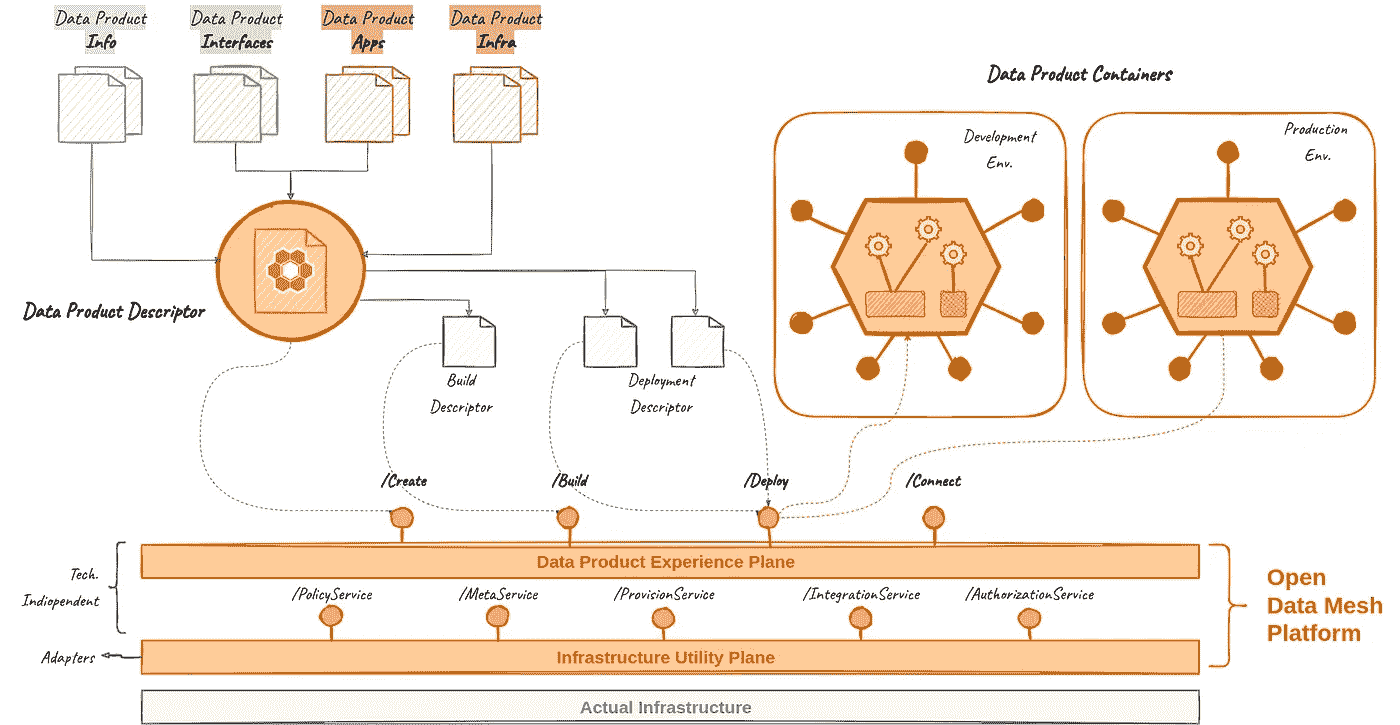 Data Product
Info
Data Product
Interfaces
Data Product
Apps
Data Product
Infra
Data Product Containers
Development
Env.
Production
Env.
Data Product Descriptor
Build
Descriptor
Deployment
Descriptor
/Create
/Build
/Deploy
/Connect
Data Product Experience Plane
Tech.
Indiopendent
/PolicyService
/MetaService
/ProvisionService
/IntegrationService
/AuthorizationService
Open
Data Mesh
Platform
Adapters
Infrastructure Utility Plane
Actual Infrastructure